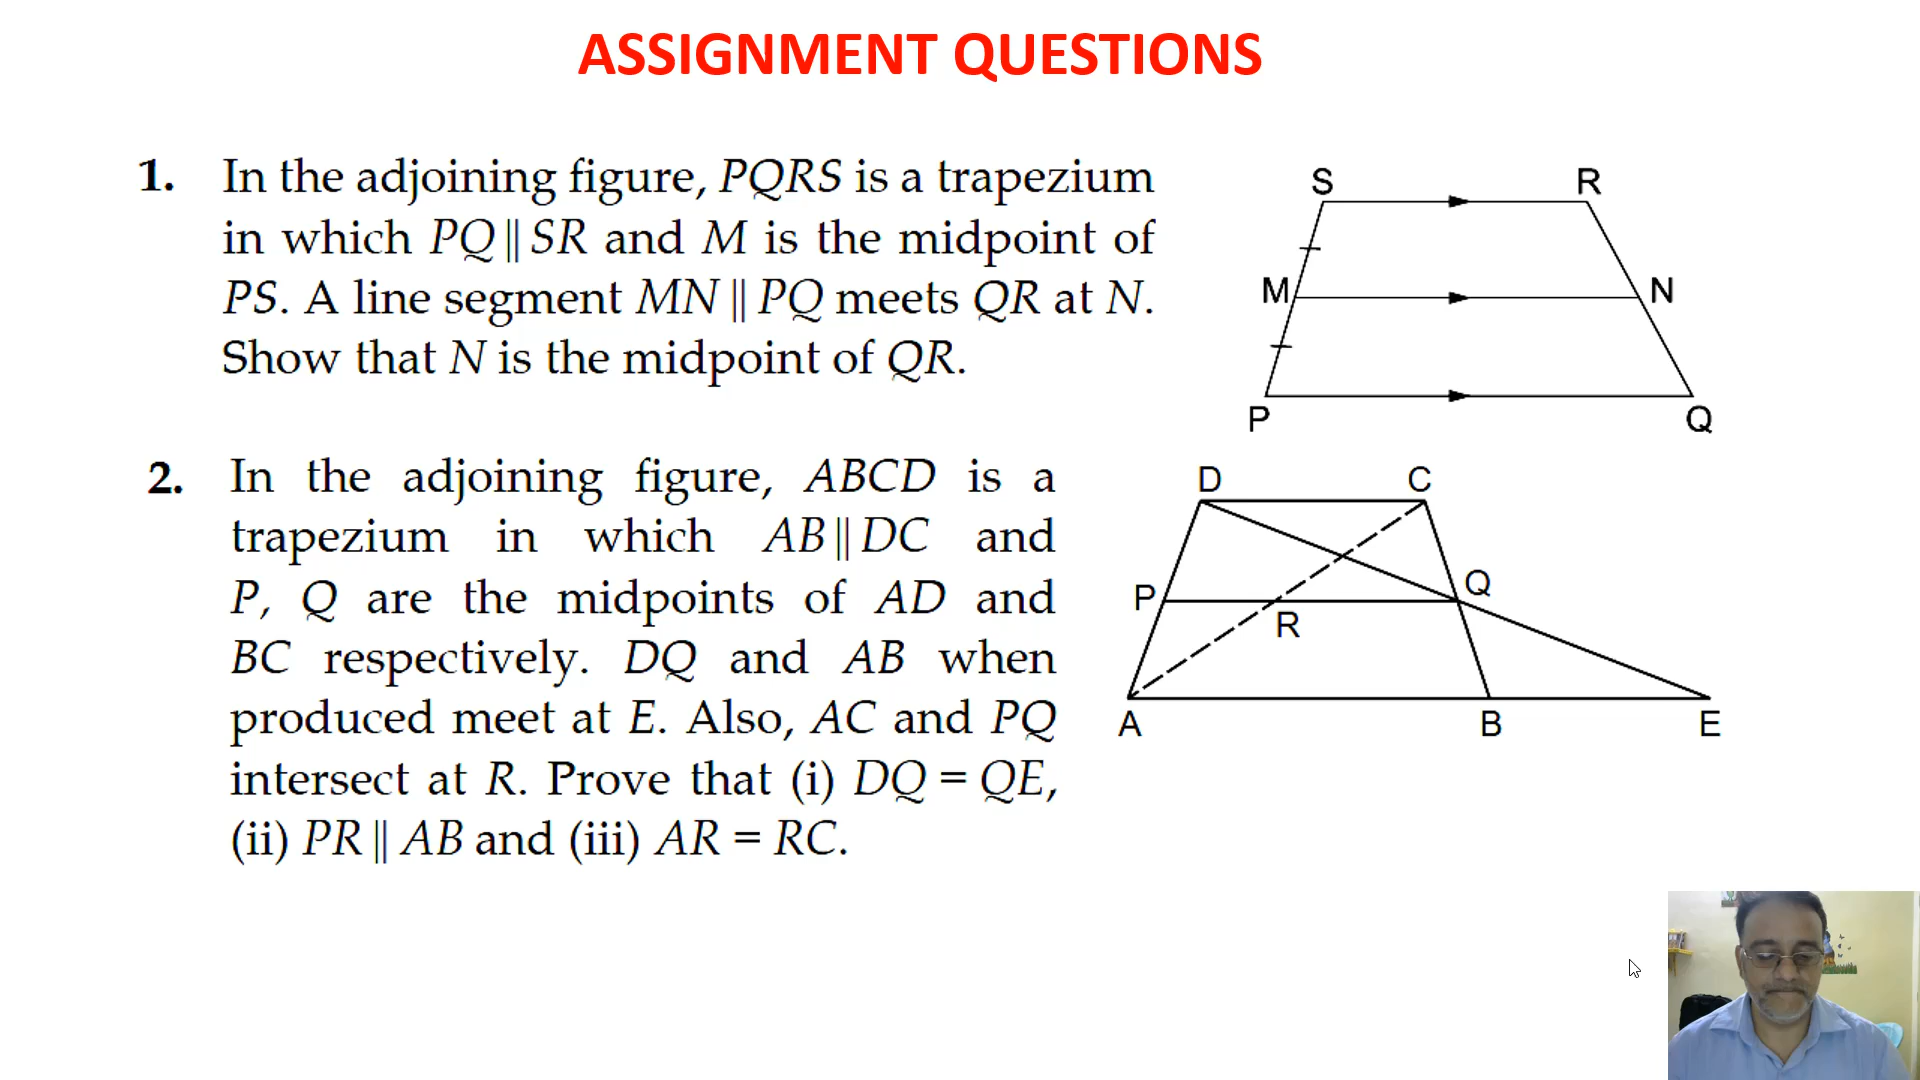 ASSIGNMENT QUESTIONS
1. In the adjoining figure, PQRS is a trapezium
in which PQ || SR and M is the midpoint of
PS. A line segment MN || PQ meets QR at N.
Show that N is the midpoint of QR.
S R
M N
P Q
2. In the adjoining figure, ABCD is a
trapezium in which AB || DC and
P, Q are the midpoints of AD and
BC respectively. DQ and AB when
produced meet at E. Also, AC and PQ
intersect at R. Prove that (i) DQ = QE,
(ii) PR || AB and (iii) AR = RC.
D C
P Q
R
A B E